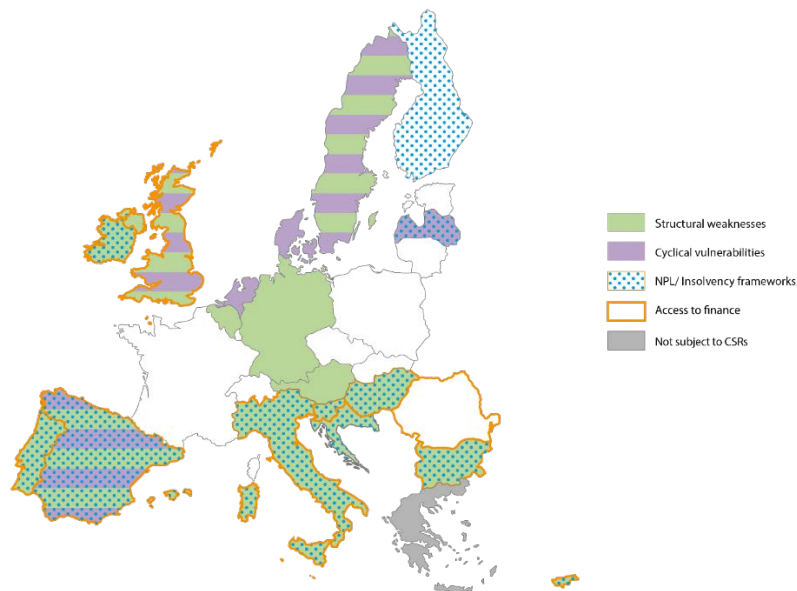 Structural weaknesses
Cyclical vulnerabilities
NPL/ Insolvency frameworks
Access to finance
Not subject to CSRs